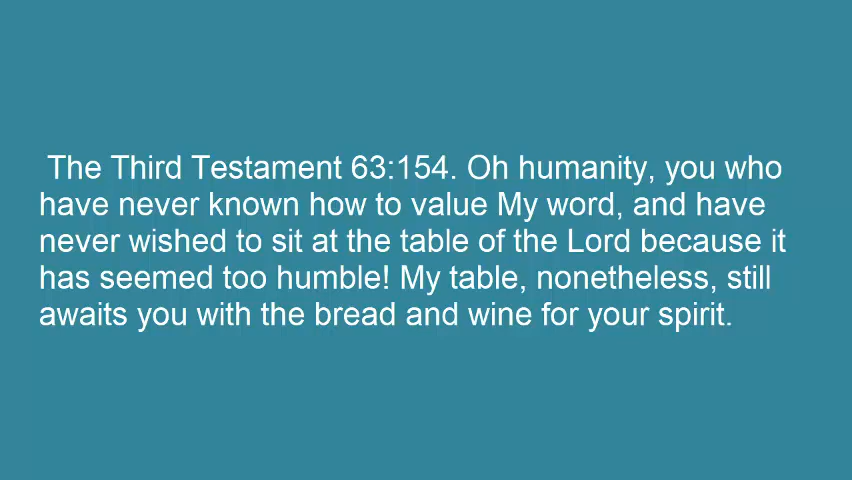 The Third Testament 63:154. Oh humanity, you who
have never known how to value My word, and have
never wished to sit at the table of the Lord because it
has seemed too humble! My table, nonetheless, still
awaits you with the bread and wine for your spirit.